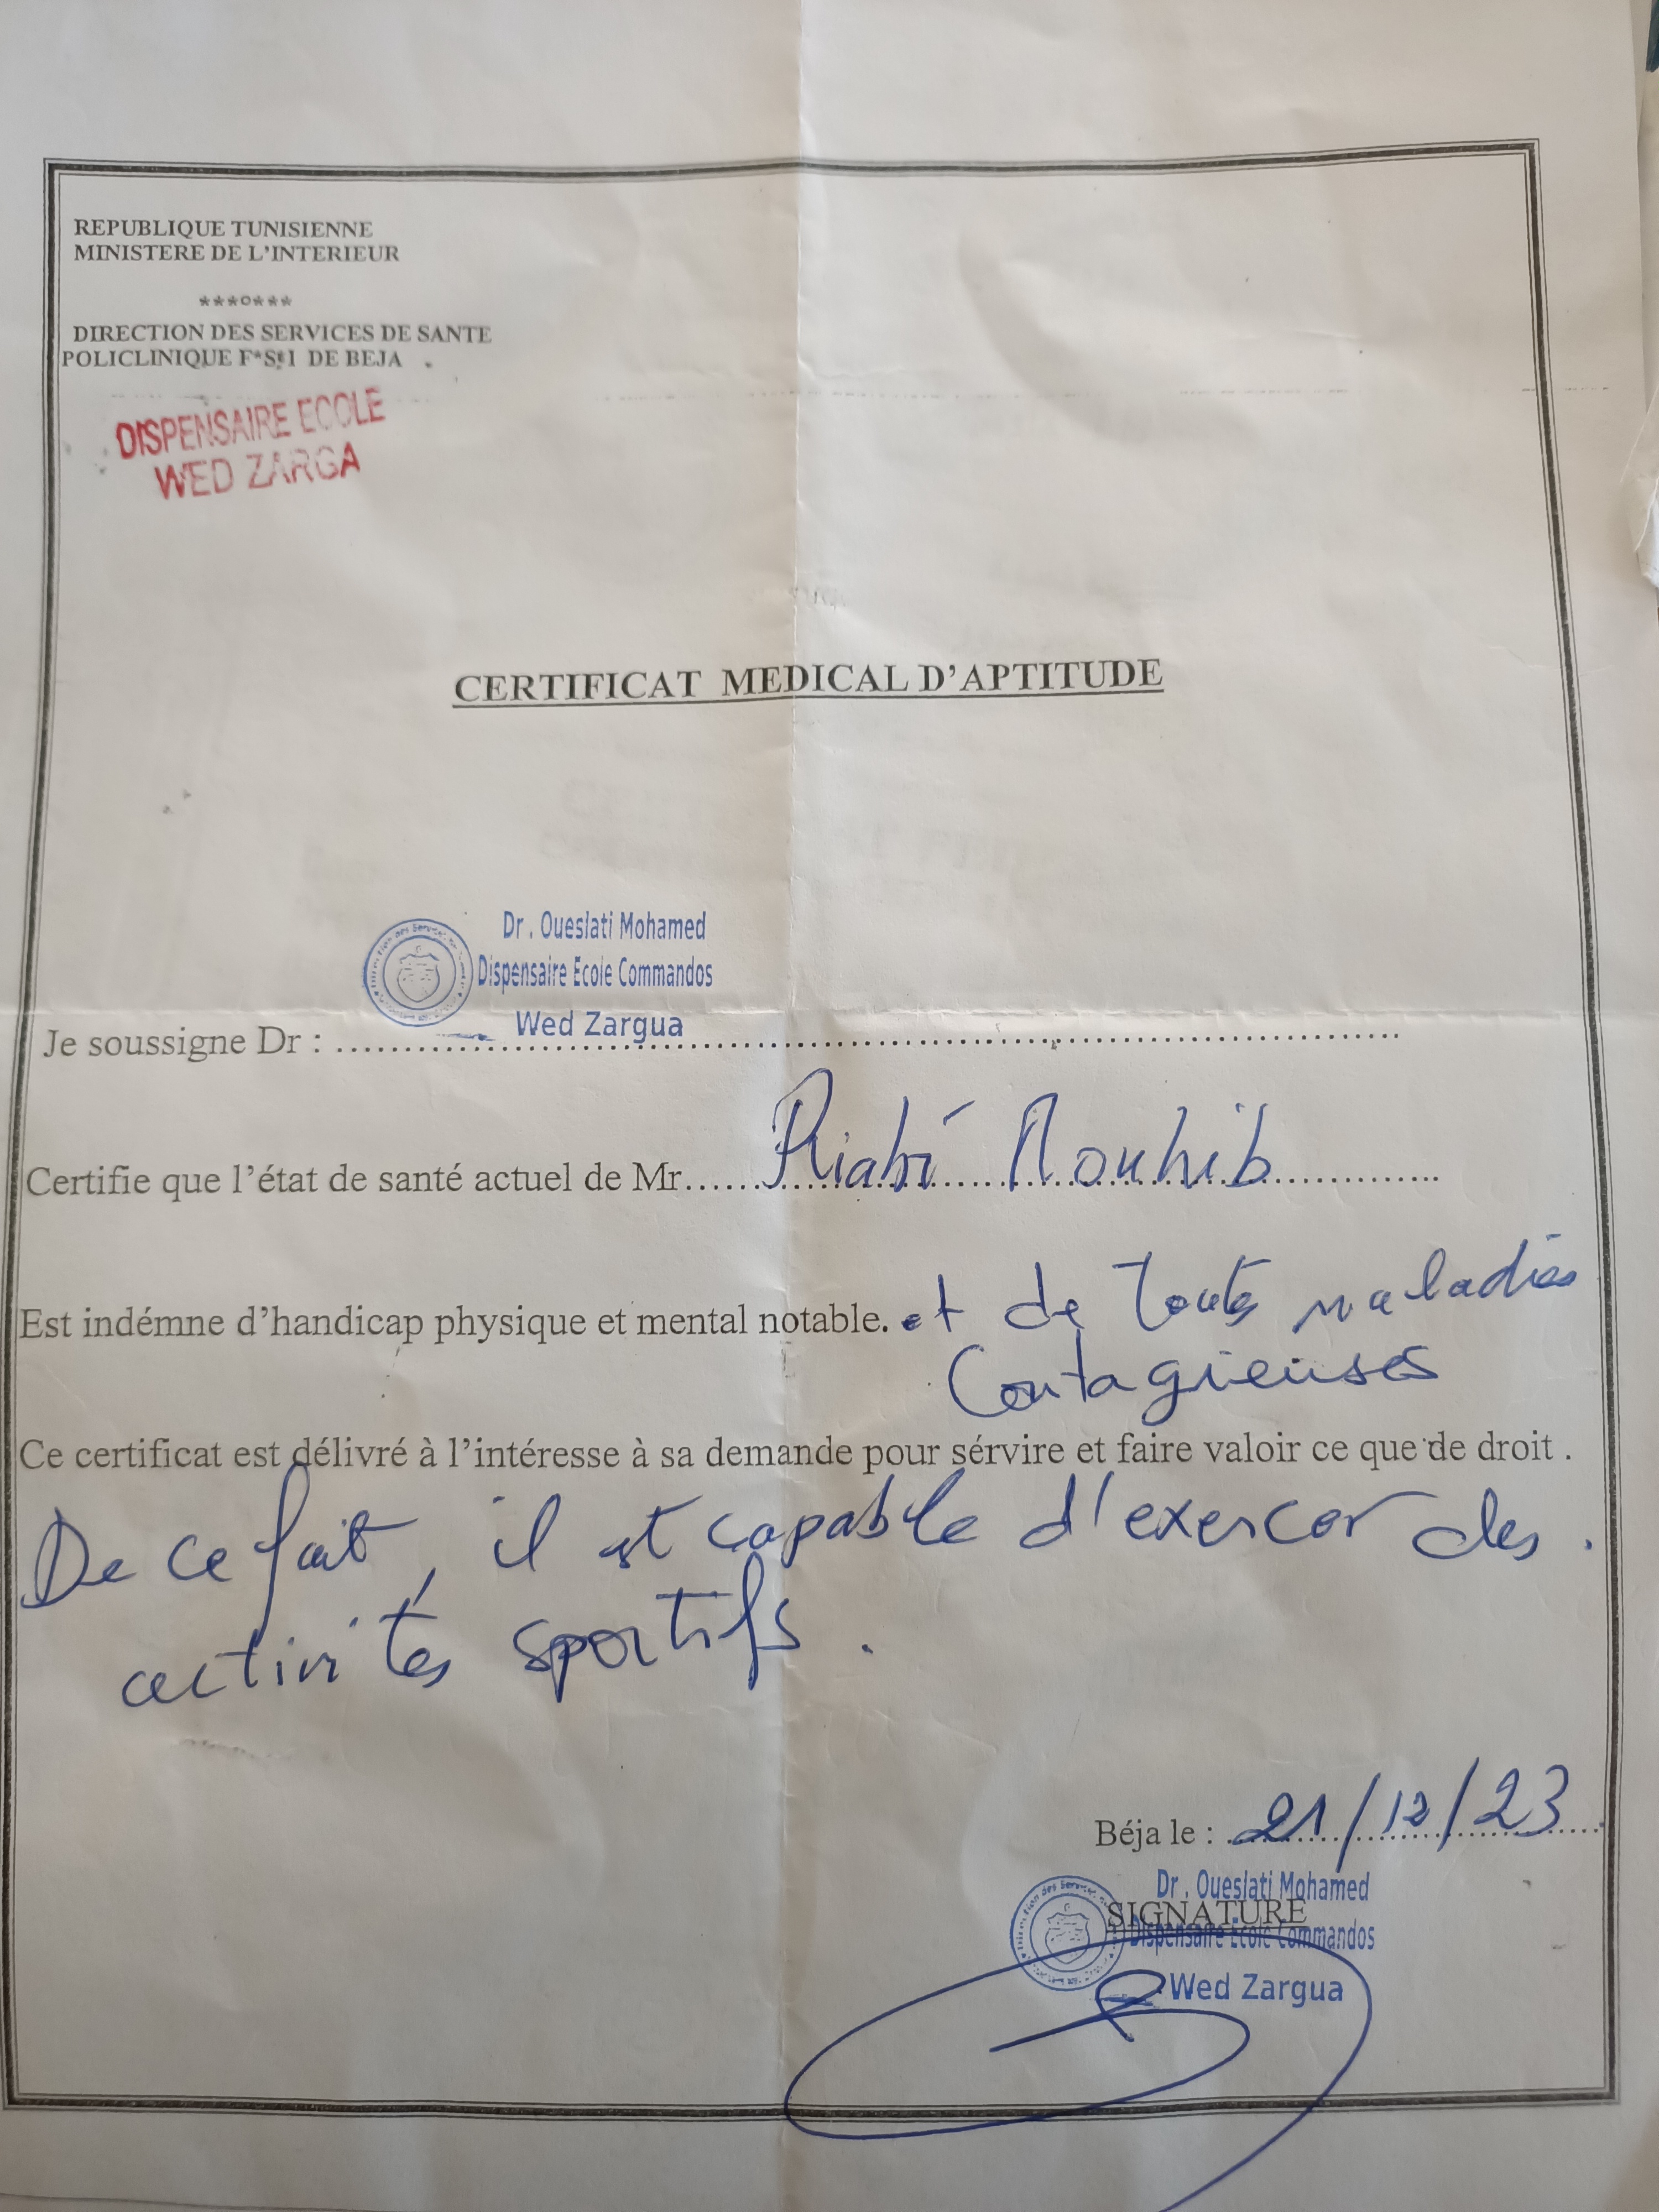 REPUBLIQUE TUNISIENNE
MINISTERE DE L'INTERIEUR
***o***
DIRECTION DES SERVICES DE SANTE
POLICLINIQUE F*S*I DE BEJA
DISPENSAIRE ECOLE
WED ZARGA
CERTIFICAT MEDICAL D'APTITUDE
Dr. Oueslati Mohamed
Dispensaire Ecole Commandos
Wed Zargua
Je soussigne Dr :
Certifie que l'état de santé actuel de Mr Riahi Mouhib
Est indémne d'handicap physique et mental notable. et de toutes maladies
Contagieuses
Ce certificat est délivré à l'intéresse à sa demande pour sérvire et faire valoir ce que de droit .
De ce fait, il est capable d'exercer des
activités sportifs.
Béja le : 21/12/23
Dr. Oueslati Mohamed
SIGNATURE
Dispensaire Ecole Commandos
Wed Zargua